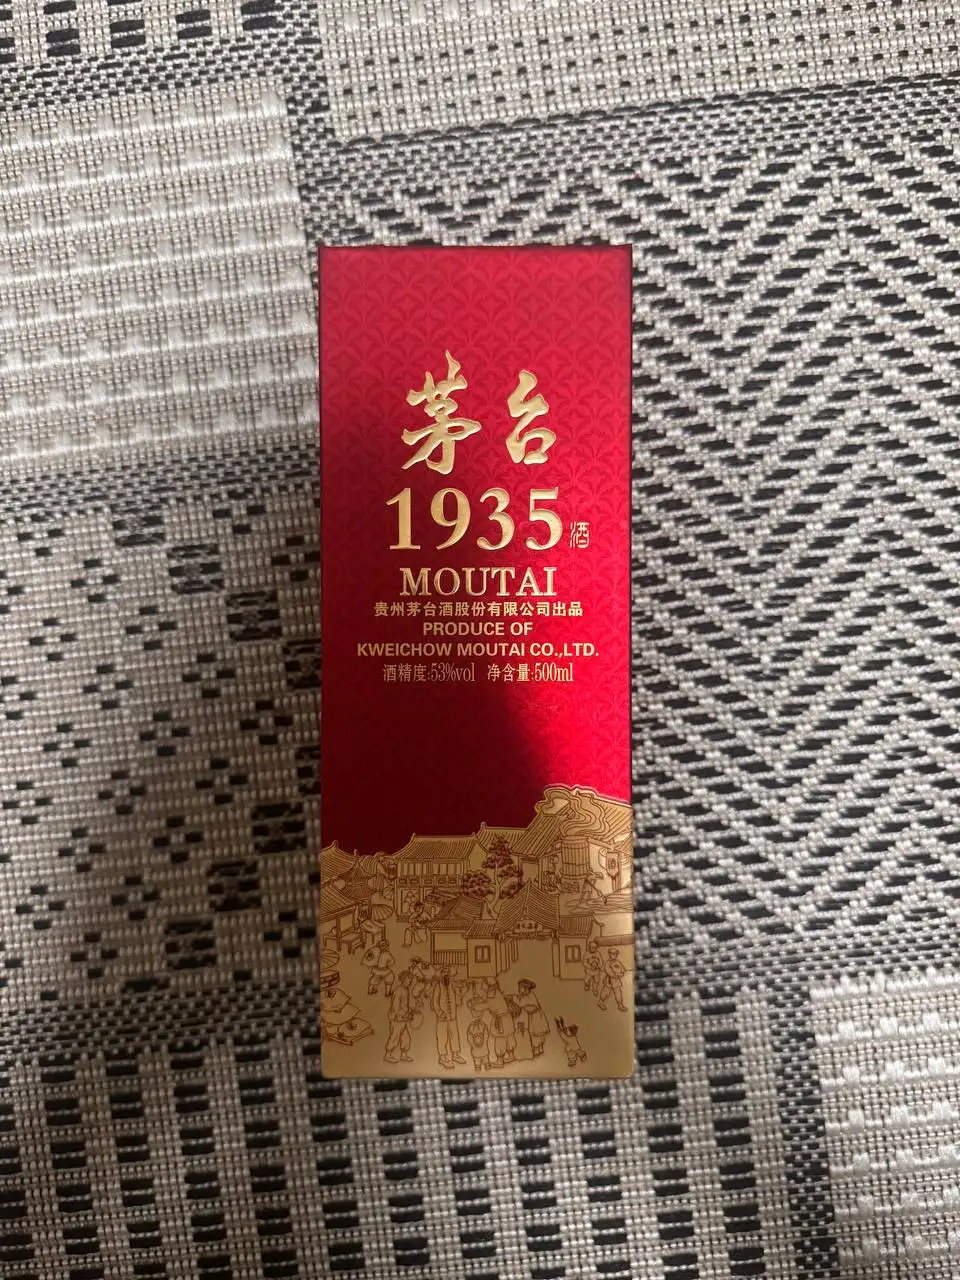 茅台
1935酒
MOUTAI
贵州茅台酒股份有限公司出品
PRODUCE OF
KWEICHOW MOUTAI CO.,LTD.
酒精度:53%vol 净含量:500ml